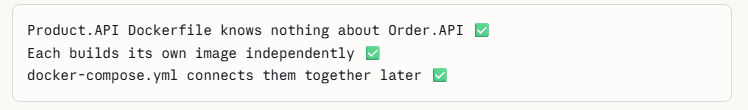 Product.API Dockerfile knows nothing about Order.API ✅
Each builds its own image independently ✅
docker-compose.yml connects them together later ✅